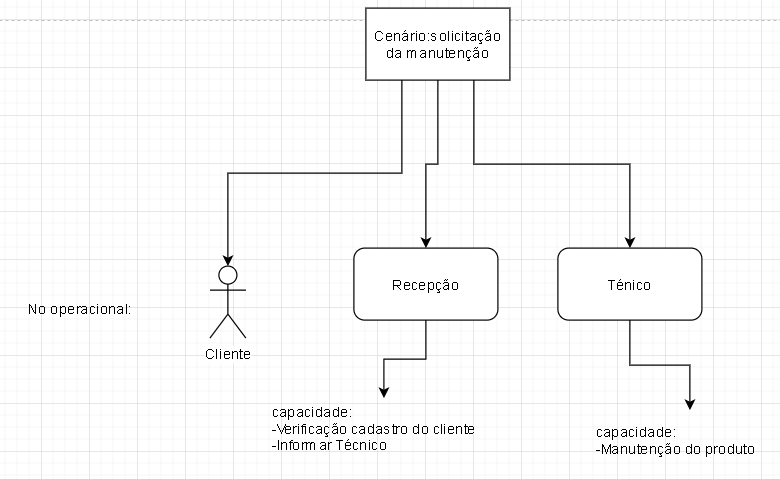 Cenário:solicitação
da manutenção
Recepção
Ténico
No operacional:
Cliente
capacidade:
-Verificação cadastro do cliente
-Informar Técnico
capacidade:
-Manutenção do produto